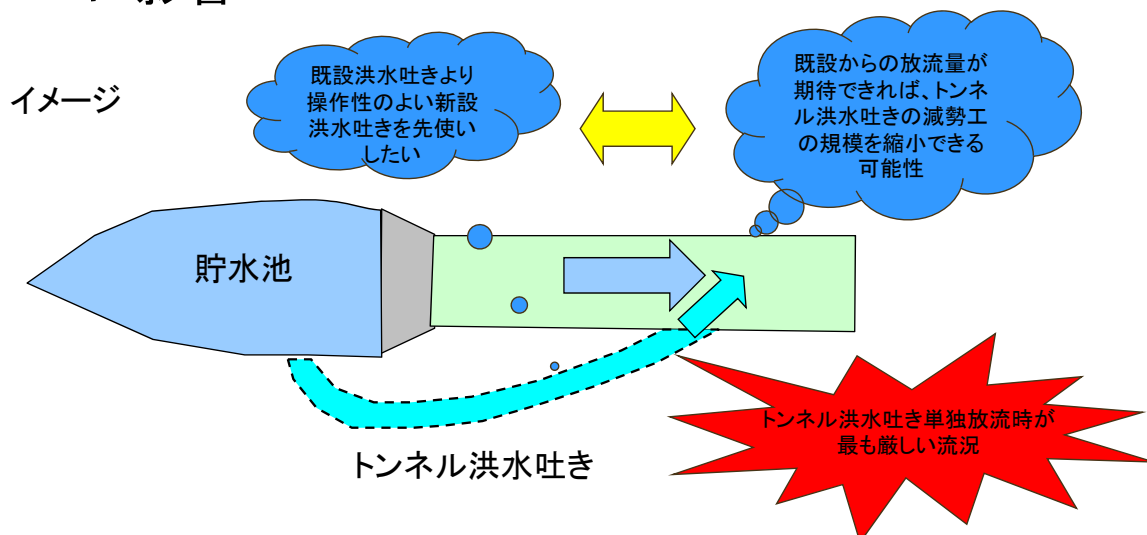 イメージ
既設洪水吐きより
操作性のよい新設
洪水吐きを先使い
したい
既設からの放流量が
期待できれば、トンネ
ル洪水吐きの減勢工
の規模を縮小できる
可能性
貯水池
トンネル洪水吐き単独放流時が
最も厳しい流況
トンネル洪水吐き